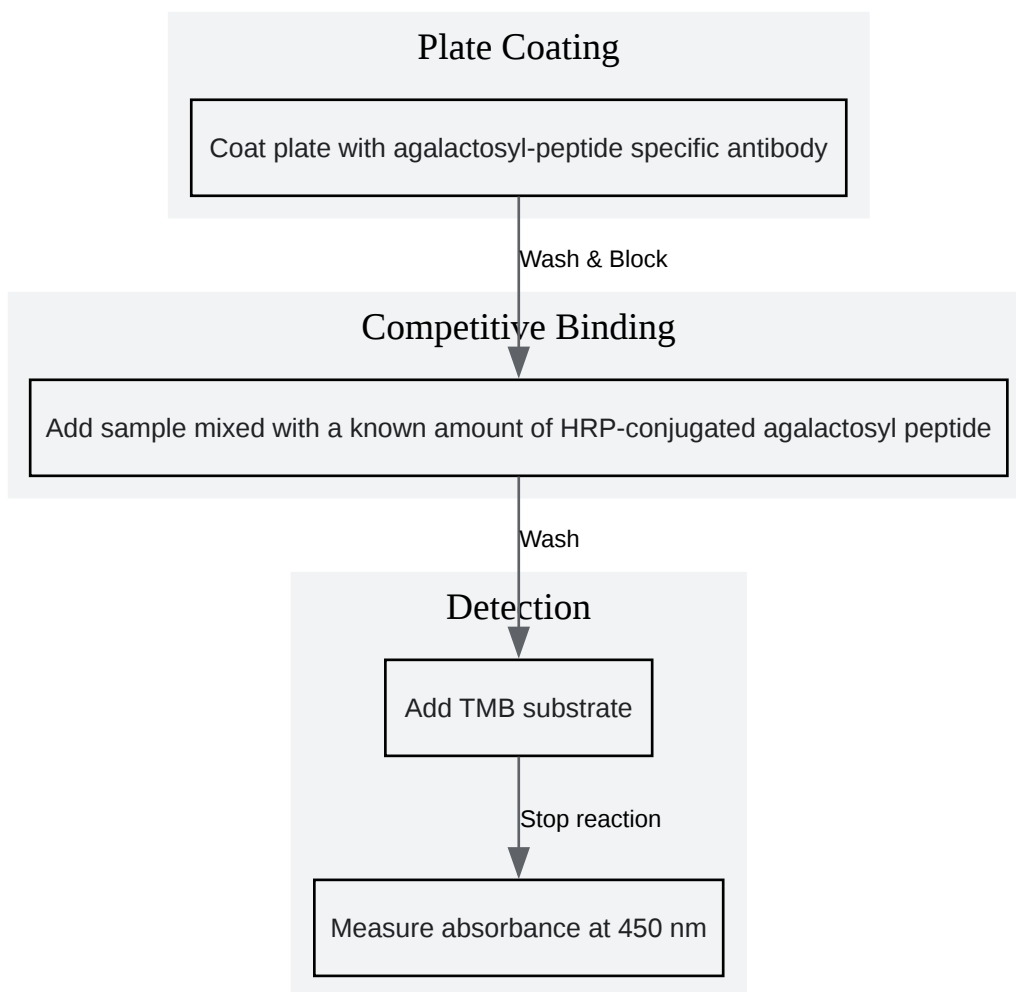 Plate Coating
Coat plate with agalactosyl-peptide specific antibody
Wash & Block
Competitive Binding
Add sample mixed with a known amount of HRP-conjugated agalactosyl peptide
Wash
Detection
Add TMB substrate
Stop reaction
Measure absorbance at 450 nm